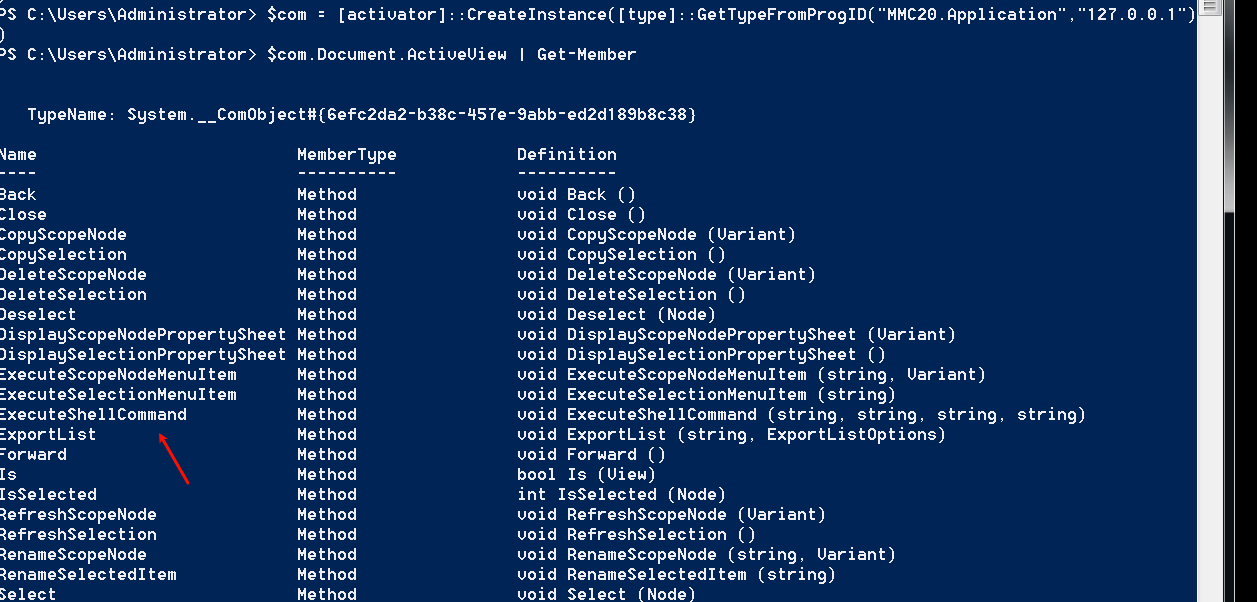 PS C:\Users\Administrator> $com = [activator]::CreateInstance([type]::GetTypeFromProgID("MMC20.Application","127.0.0.1")
)
PS C:\Users\Administrator> $com.Document.ActiveView | Get-Member
TypeName: System.__ComObject#{6efc2da2-b38c-457e-9abb-ed2d189b8c38}
Name MemberType Definition
---- ---------- ----------
Back Method void Back ()
Close Method void Close ()
CopyScopeNode Method void CopyScopeNode (Variant)
CopySelection Method void CopySelection ()
DeleteScopeNode Method void DeleteScopeNode (Variant)
DeleteSelection Method void DeleteSelection ()
Deselect Method void Deselect (Node)
DisplayScopeNodePropertySheet Method void DisplayScopeNodePropertySheet (Variant)
DisplaySelectionPropertySheet Method void DisplaySelectionPropertySheet ()
ExecuteScopeNodeMenuItem Method void ExecuteScopeNodeMenuItem (string, Variant)
ExecuteSelectionMenuItem Method void ExecuteSelectionMenuItem (string)
ExecuteShellCommand Method void ExecuteShellCommand (string, string, string, string)
ExportList Method void ExportList (string, ExportListOptions)
Forward Method void Forward ()
Is Method bool Is (View)
IsSelected Method int IsSelected (Node)
RefreshScopeNode Method void RefreshScopeNode (Variant)
RefreshSelection Method void RefreshSelection ()
RenameScopeNode Method void RenameScopeNode (string, Variant)
RenameSelectedItem Method void RenameSelectedItem (string)
Select Method void Select (Node)